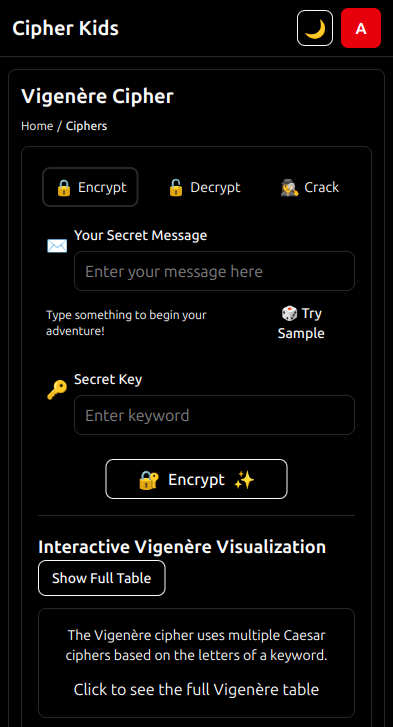 Cipher Kids
🌙
A
Vigenère Cipher
Home / Ciphers
🔒 Encrypt
🔓 Decrypt
🕵️ Crack
✉️
Your Secret Message
Enter your message here
Type something to begin your
adventure!
🎲 Try
Sample
🔑
Secret Key
Enter keyword
🔐 Encrypt ✨
Interactive Vigenère Visualization
Show Full Table
The Vigenère cipher uses multiple Caesar
ciphers based on the letters of a keyword.
Click to see the full Vigenère table